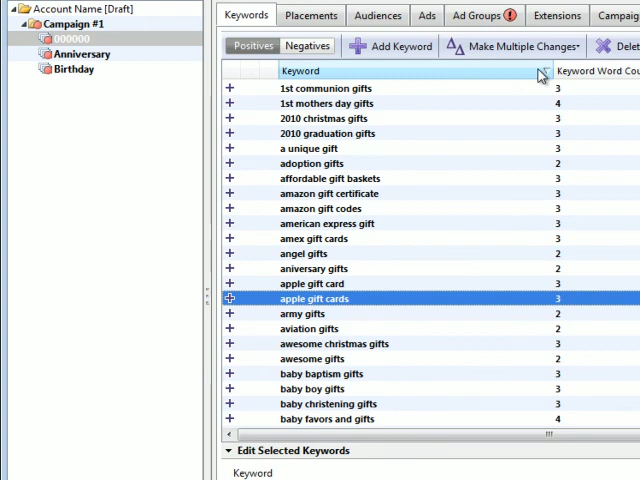 Account Name [Draft]
Campaign #1
000000
Anniversary
Birthday
Keywords Placements Audiences Ads Ad Groups Extensions Campaig
Positives Negatives Add Keyword Make Multiple Changes Delet
Keyword Keyword Word Cou
1st communion gifts 3
1st mothers day gifts 4
2010 christmas gifts 3
2010 graduation gifts 3
a unique gift 3
adoption gifts 2
affordable gift baskets 3
amazon gift certificate 3
amazon gift codes 3
american express gift 3
amex gift cards 3
angel gifts 2
aniversary gifts 2
apple gift card 3
apple gift cards 3
army gifts 2
aviation gifts 2
awesome christmas gifts 3
awesome gifts 2
baby baptism gifts 3
baby boy gifts 3
baby christening gifts 3
baby favors and gifts 4
Edit Selected Keywords
Keyword